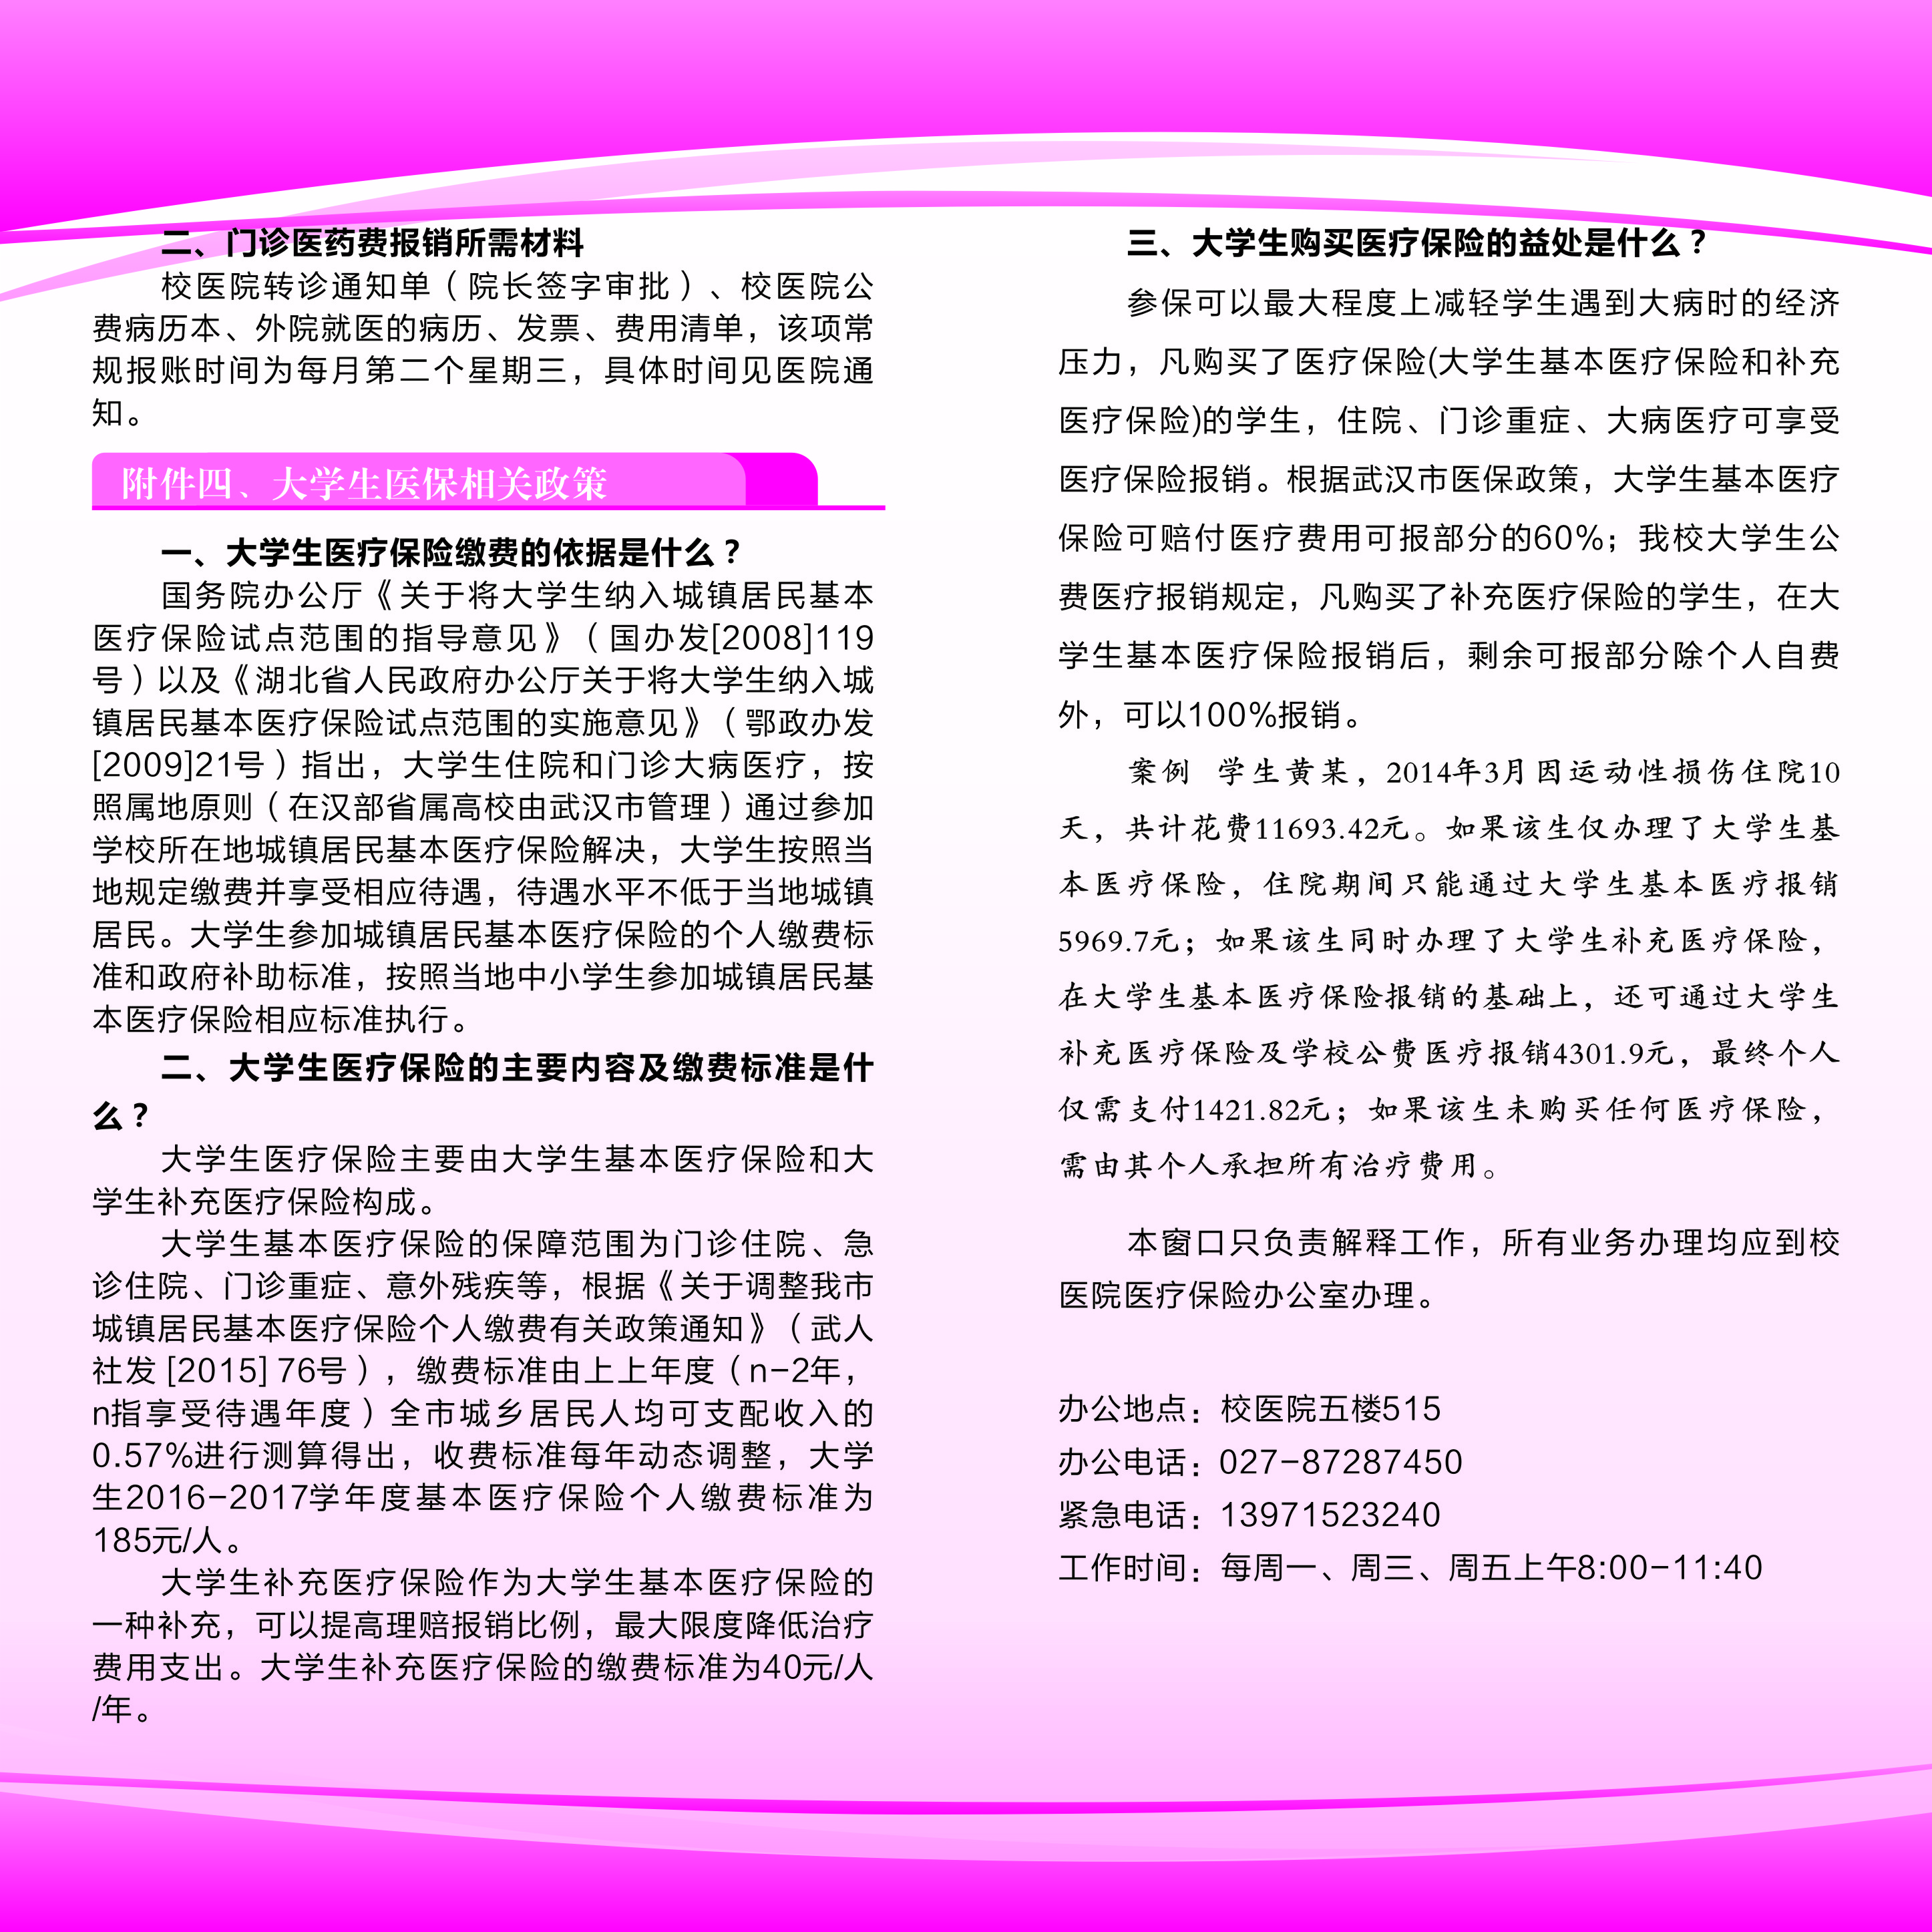 二、门诊医药费报销所需材料
校医院转诊通知单（院长签字审批）、校医院公
费病历本、外院就医的病历、发票、费用清单，该项常
规报账时间为每月第二个星期三，具体时间见医院通
知。
附件四、大学生医保相关政策
一、大学生医疗保险缴费的依据是什么？
国务院办公厅《关于将大学生纳入城镇居民基本
医疗保险试点范围的指导意见》（国办发[2008]119
号）以及《湖北省人民政府办公厅关于将大学生纳入城
镇居民基本医疗保险试点范围的实施意见》（鄂政办发
[2009]21号）指出，大学生住院和门诊大病医疗，按
照属地原则（在汉部省属高校由武汉市管理）通过参加
学校所在地城镇居民基本医疗保险解决，大学生按照当
地规定缴费并享受相应待遇，待遇水平不低于当地城镇
居民。大学生参加城镇居民基本医疗保险的个人缴费标
准和政府补助标准，按照当地中小学生参加城镇居民基
本医疗保险相应标准执行。
二、大学生医疗保险的主要内容及缴费标准是什
么？
大学生医疗保险主要由大学生基本医疗保险和大
学生补充医疗保险构成。
大学生基本医疗保险的保障范围为门诊住院、急
诊住院、门诊重症、意外残疾等，根据《关于调整我市
城镇居民基本医疗保险个人缴费有关政策通知》（武人
社发 [2015] 76号），缴费标准由上上年度（n-2年，
n指享受待遇年度）全市城乡居民人均可支配收入的
0.57%进行测算得出，收费标准每年动态调整，大学
生2016-2017学年度基本医疗保险个人缴费标准为
185元/人。
大学生补充医疗保险作为大学生基本医疗保险的
一种补充，可以提高理赔报销比例，最大限度降低治疗
费用支出。大学生补充医疗保险的缴费标准为40元/人
/年。
三、大学生购买医疗保险的益处是什么？
参保可以最大程度上减轻学生遇到大病时的经济
压力，凡购买了医疗保险(大学生基本医疗保险和补充
医疗保险)的学生，住院、门诊重症、大病医疗可享受
医疗保险报销。根据武汉市医保政策，大学生基本医疗
保险可赔付医疗费用可报部分的60%；我校大学生公
费医疗报销规定，凡购买了补充医疗保险的学生，在大
学生基本医疗保险报销后，剩余可报部分除个人自费
外，可以100%报销。
案例 学生黄某，2014年3月因运动性损伤住院10
天，共计花费11693.42元。如果该生仅办理了大学生基
本医疗保险，住院期间只能通过大学生基本医疗报销
5969.7元；如果该生同时办理了大学生补充医疗保险，
在大学生基本医疗保险报销的基础上，还可通过大学生
补充医疗保险及学校公费医疗报销4301.9元，最终个人
仅需支付1421.82元；如果该生未购买任何医疗保险，
需由其个人承担所有治疗费用。
本窗口只负责解释工作，所有业务办理均应到校
医院医疗保险办公室办理。
办公地点：校医院五楼515
办公电话：027-87287450
紧急电话：13971523240
工作时间：每周一、周三、周五上午8:00-11:40